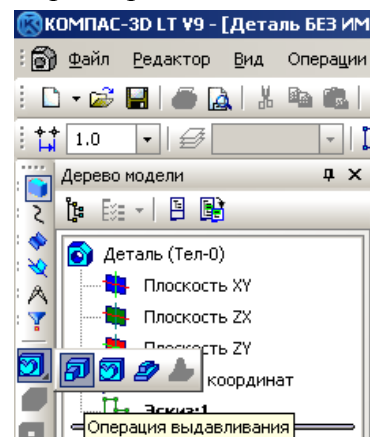 КОМПАС-3D LT V9 - [Деталь БЕЗ ИМ
Файл Редактор Вид Операции
1.0
Дерево модели
Деталь (Тел-0)
Плоскость XY
Плоскость ZX
Плоскость ZY
координат
Эскиз:1
Операция выдавливания